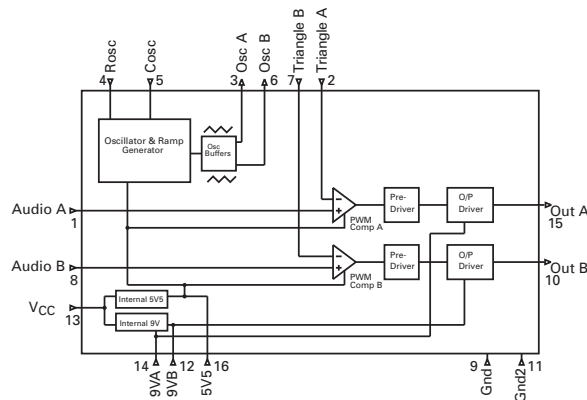 Rosc
Cosc
Osc A
Osc B
Triangle B
Triangle A
4
5
3
6
7
2
Oscillator & Ramp
Generator
Osc
Buffers
Audio A
1
PWM
Comp A
Pre-
Driver
O/P
Driver
Out A
15
Audio B
8
PWM
Comp B
Pre-
Driver
O/P
Driver
Out B
10
VCC
13
Internal 5V5
Internal 9V
14
12
16
9
11
9VA
9VB
5V5
Gnd
Gnd2